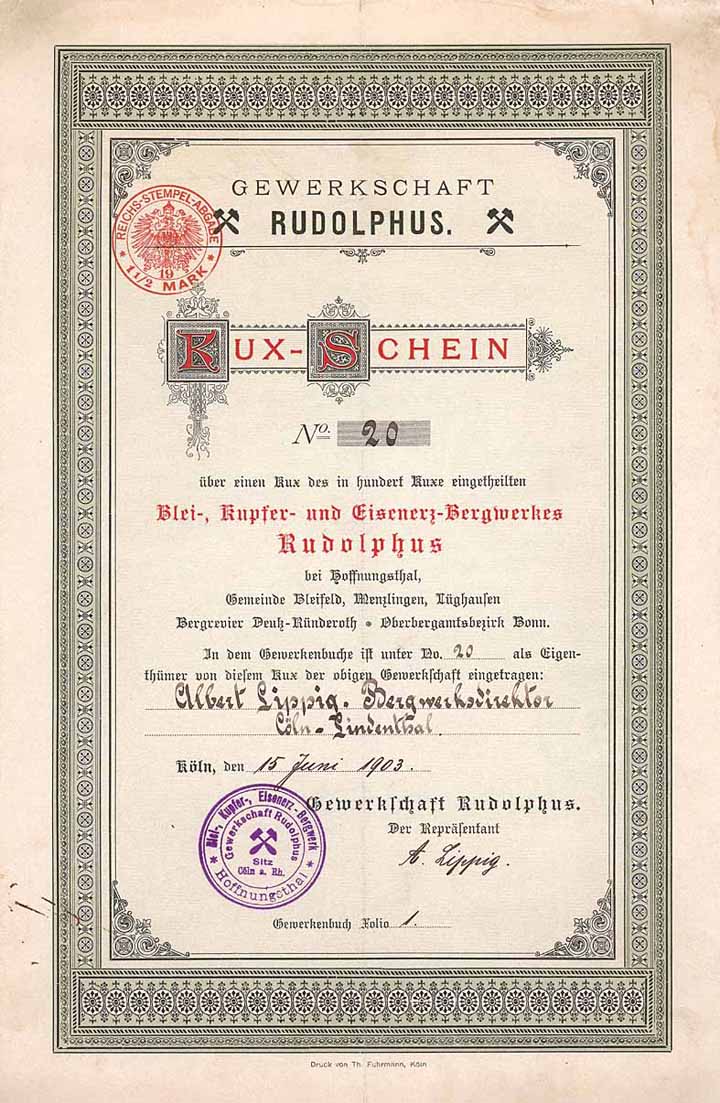 GEWERKSCHAFT
RUDOLPHUS.
REICHS-STEMPEL-ABGABE
19
* 1 1/2 MARK *
KUX-SCHEIN
No. 20
über einen Kux des in hundert Kuxe eingetheilten
Blei-, Kupfer- und Eisenerz-Bergwerkes
Rudolphus
bei Hoffnungsthal,
Gemeinde Bleifeld, Menzlingen, Lüghausen
Bergrevier Deutz-Ründeroth • Oberbergamtsbezirk Bonn.
In dem Gewerkenbuche ist unter No. 20 als Eigen-
thümer von diesem Kux der obigen Gewerkschaft eingetragen:
Albert Lippig. Bergwerksdirektor
Cöln-Lindenthal.
Köln, den 15 Juni 1903.
Gewerkschaft Rudolphus.
Der Repräsentant
A. Lippig.
Blei-, Kupfer-, Eisenerz-Bergwerk
Gewerkschaft Rudolphus
Sitz
Cöln a. Rh.
* Hoffnungsthal *
Gewerkenbuch Folio 1.
Druck von Th. Fuhrmann, Köln